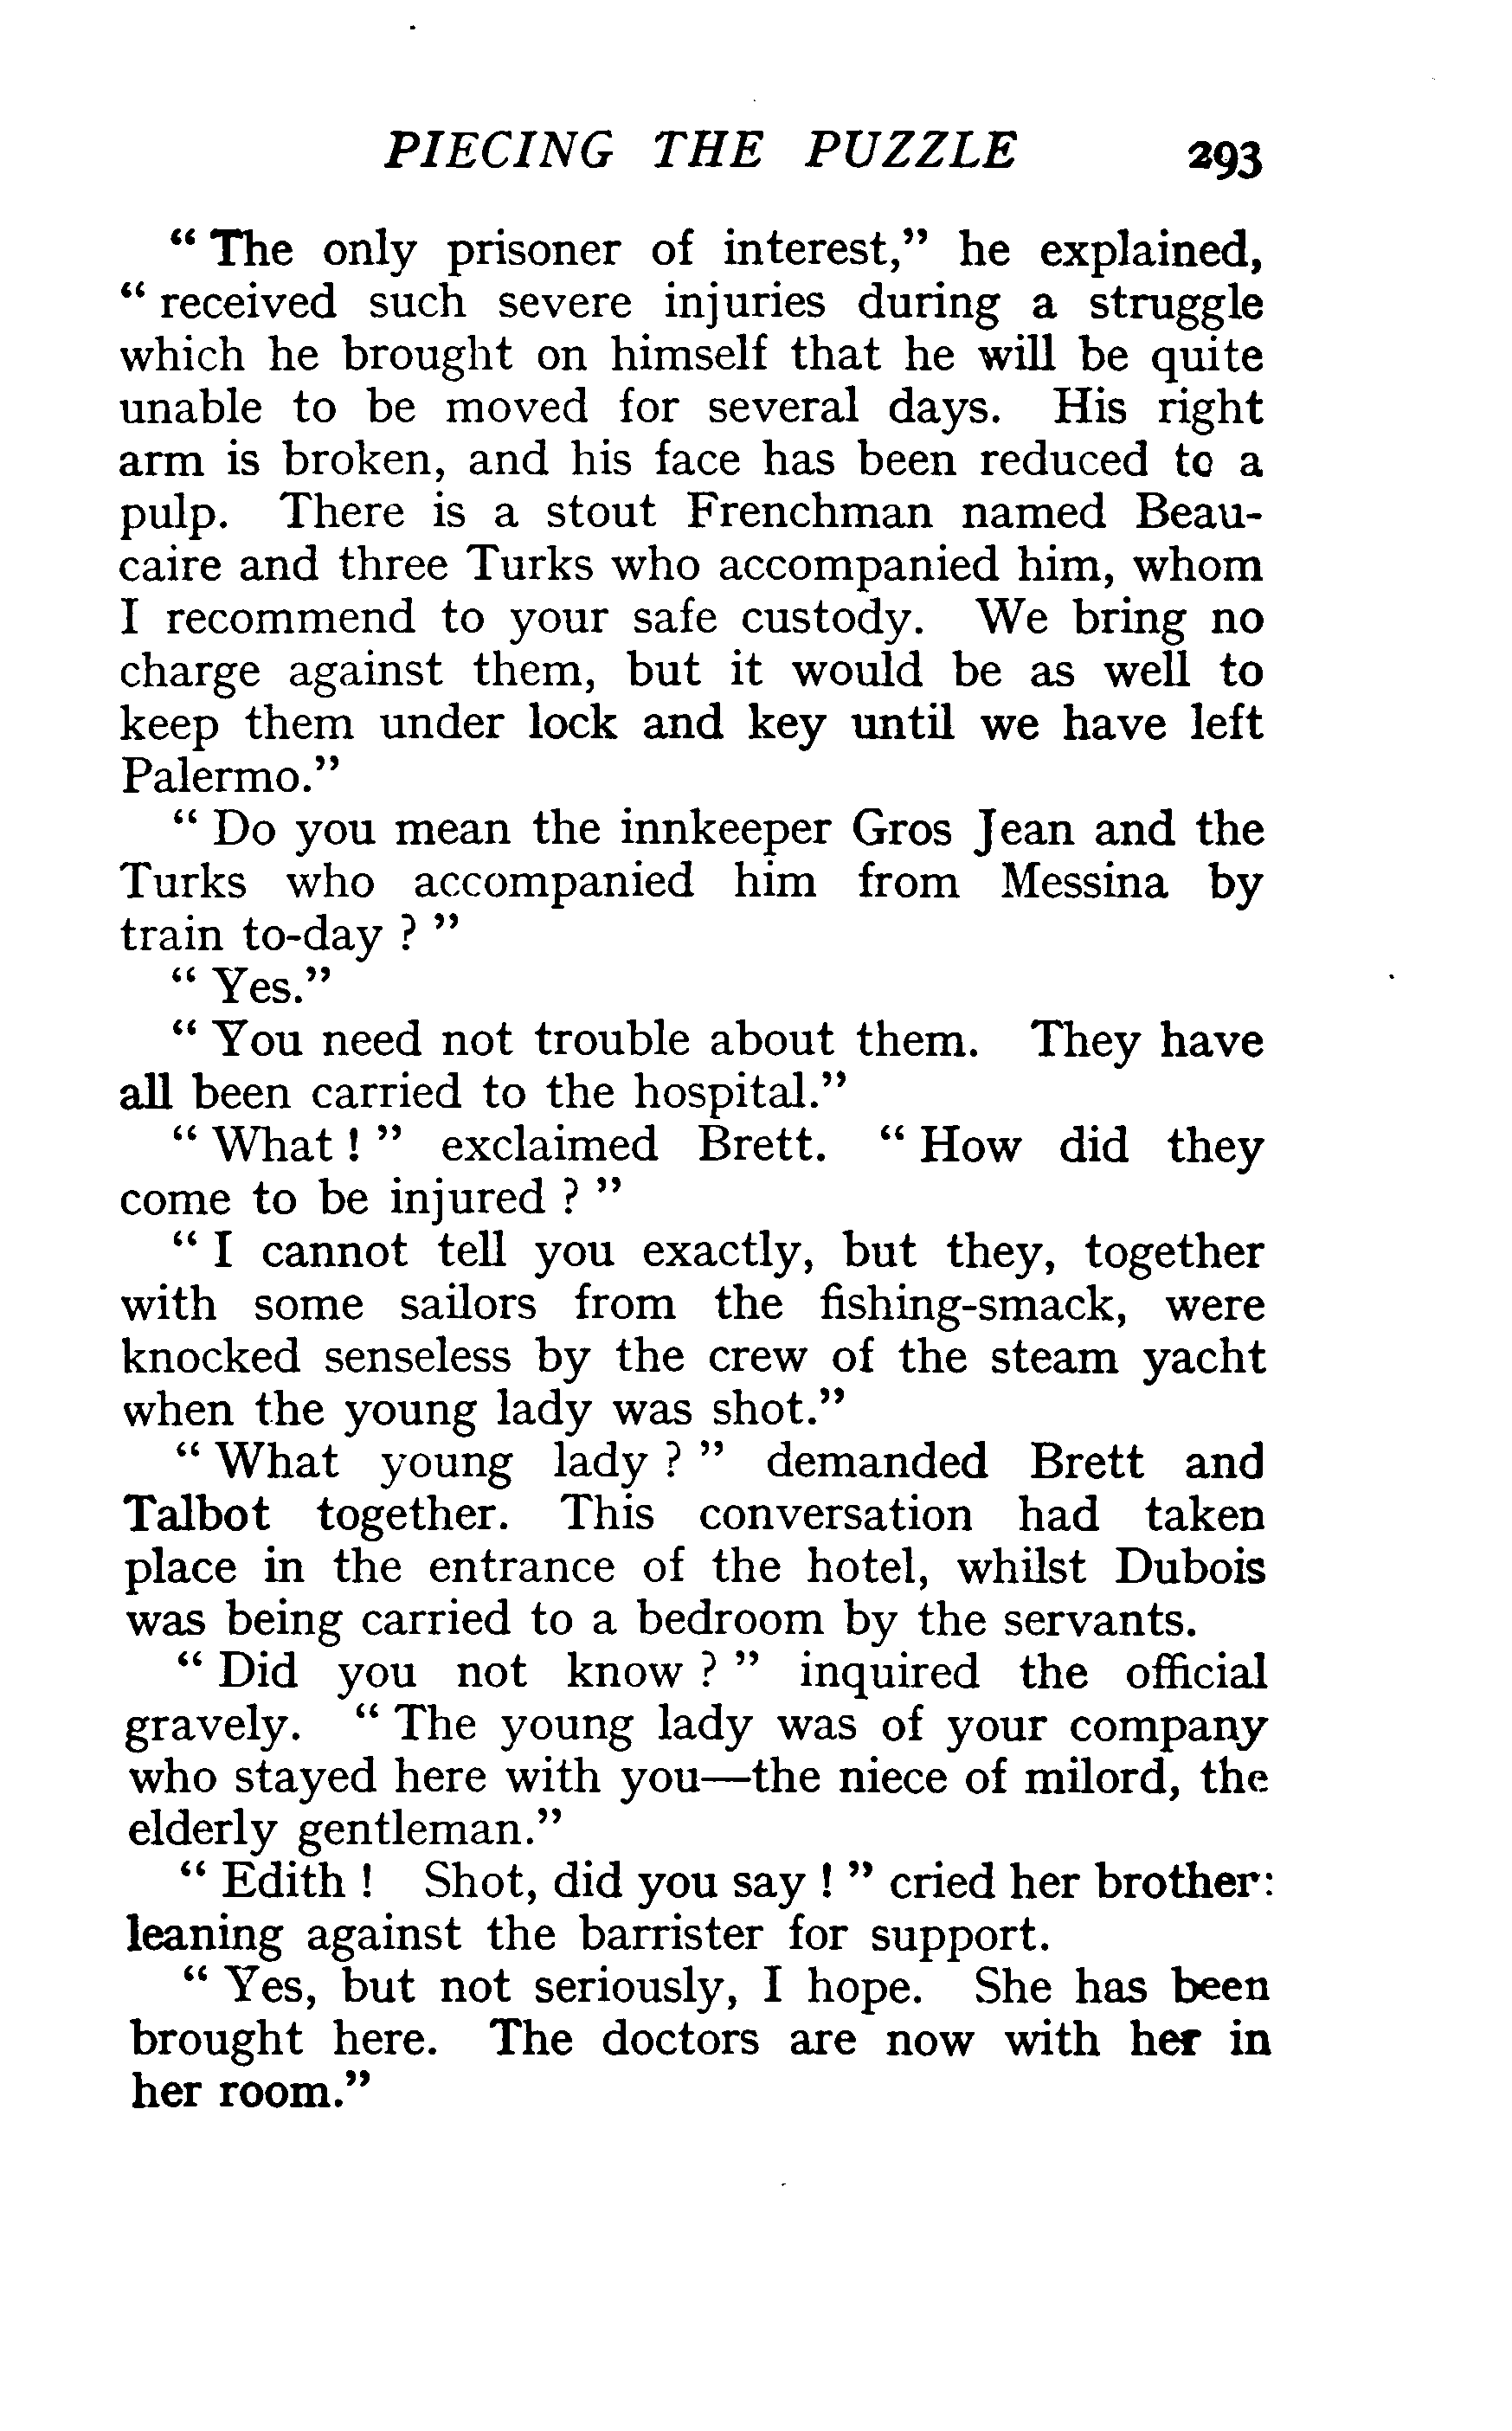 PIECING THE PUZZLE 293
“ The only prisoner of interest,” he explained,
“ received such severe injuries during a struggle
which he brought on himself that he will be quite
unable to be moved for several days. His right
arm is broken, and his face has been reduced to a
pulp. There is a stout Frenchman named Beau-
caire and three Turks who accompanied him, whom
I recommend to your safe custody. We bring no
charge against them, but it would be as well to
keep them under lock and key until we have left
Palermo.”
“ Do you mean the innkeeper Gros Jean and the
Turks who accompanied him from Messina by
train to-day ? ”
“ Yes.”
“ You need not trouble about them. They have
all been carried to the hospital.”
“ What ! ” exclaimed Brett. “ How did they
come to be injured ? ”
“ I cannot tell you exactly, but they, together
with some sailors from the fishing-smack, were
knocked senseless by the crew of the steam yacht
when the young lady was shot.”
“ What young lady ? ” demanded Brett and
Talbot together. This conversation had taken
place in the entrance of the hotel, whilst Dubois
was being carried to a bedroom by the servants.
“ Did you not know ? ” inquired the official
gravely. “ The young lady was of your company
who stayed here with you—the niece of milord, the
elderly gentleman.”
“ Edith ! Shot, did you say ! ” cried her brother:
leaning against the barrister for support.
“ Yes, but not seriously, I hope. She has been
brought here. The doctors are now with her in
her room.”